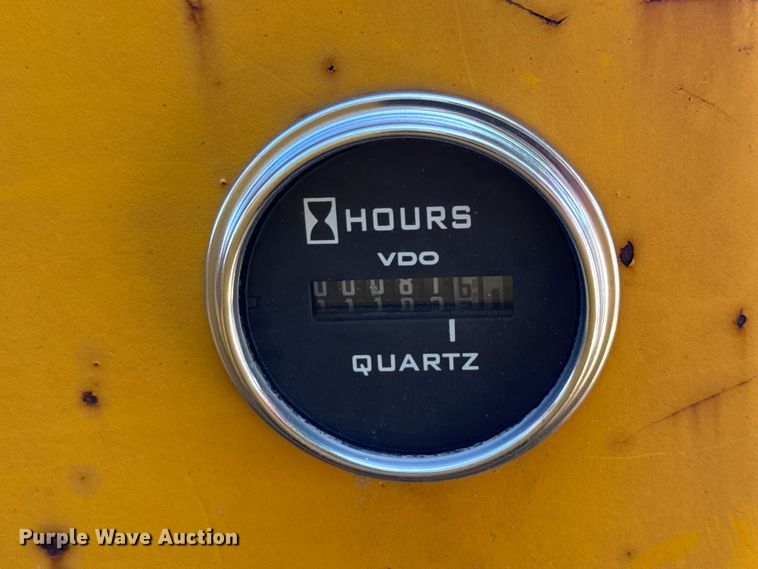 HOURS
VDO
QUARTZ
Purple Wave Auction